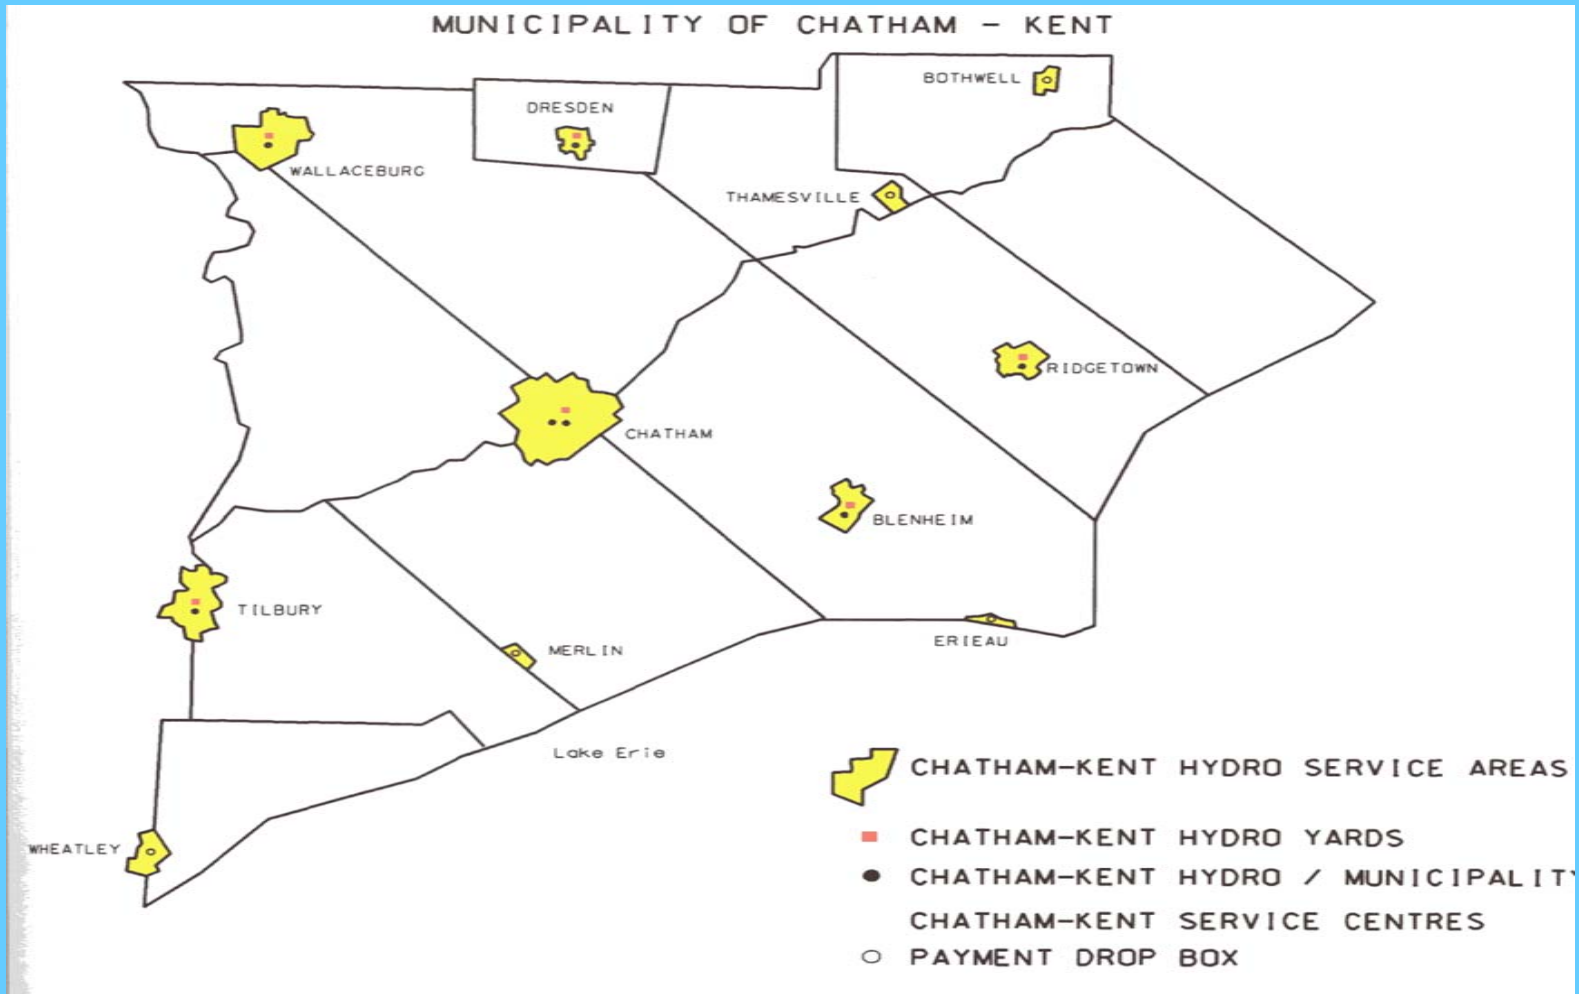 MUNICIPALITY OF CHATHAM - KENT
BOTHWELL
DRESDEN
WALLACEBURG
THAMESVILLE
RIDGETOWN
CHATHAM
BLENHEIM
TILBURY
ERIEAU
MERLIN
Lake Erie
WHEATLEY
CHATHAM-KENT HYDRO SERVICE AREAS
CHATHAM-KENT HYDRO YARDS
CHATHAM-KENT HYDRO / MUNICIPALITY
CHATHAM-KENT SERVICE CENTRES
PAYMENT DROP BOX